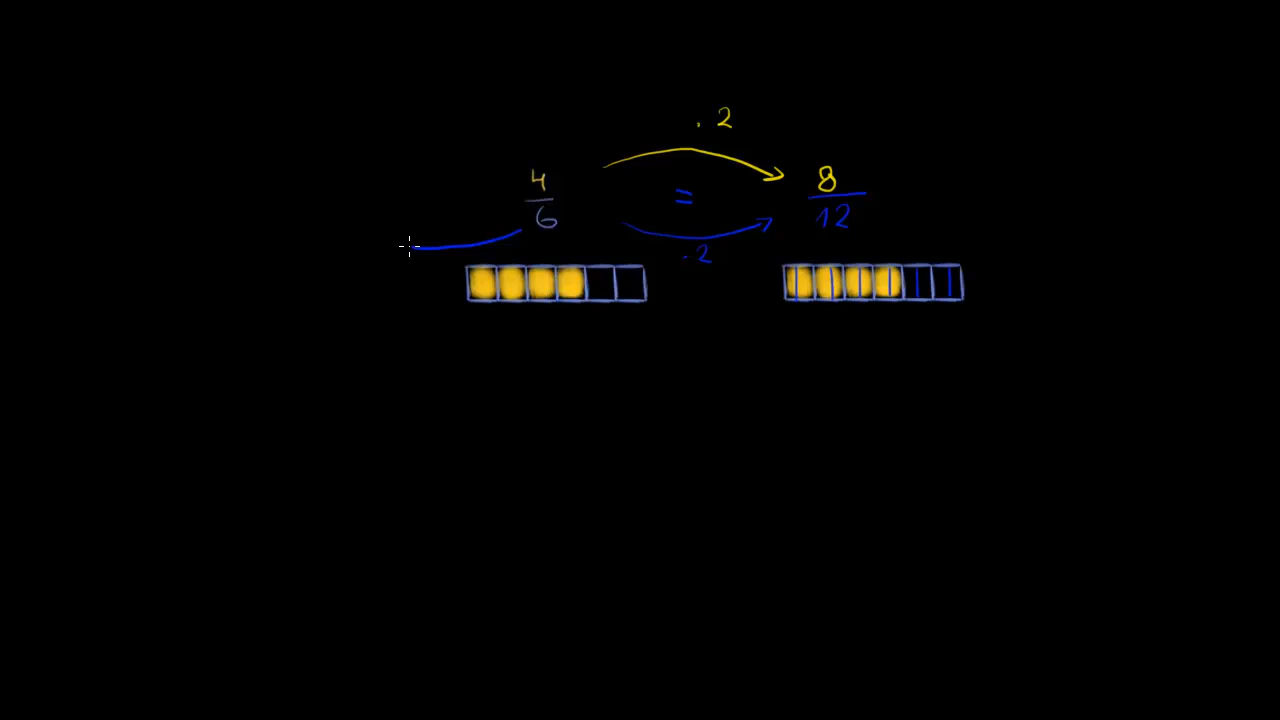 . 2
4/6 = 8/12
. 2